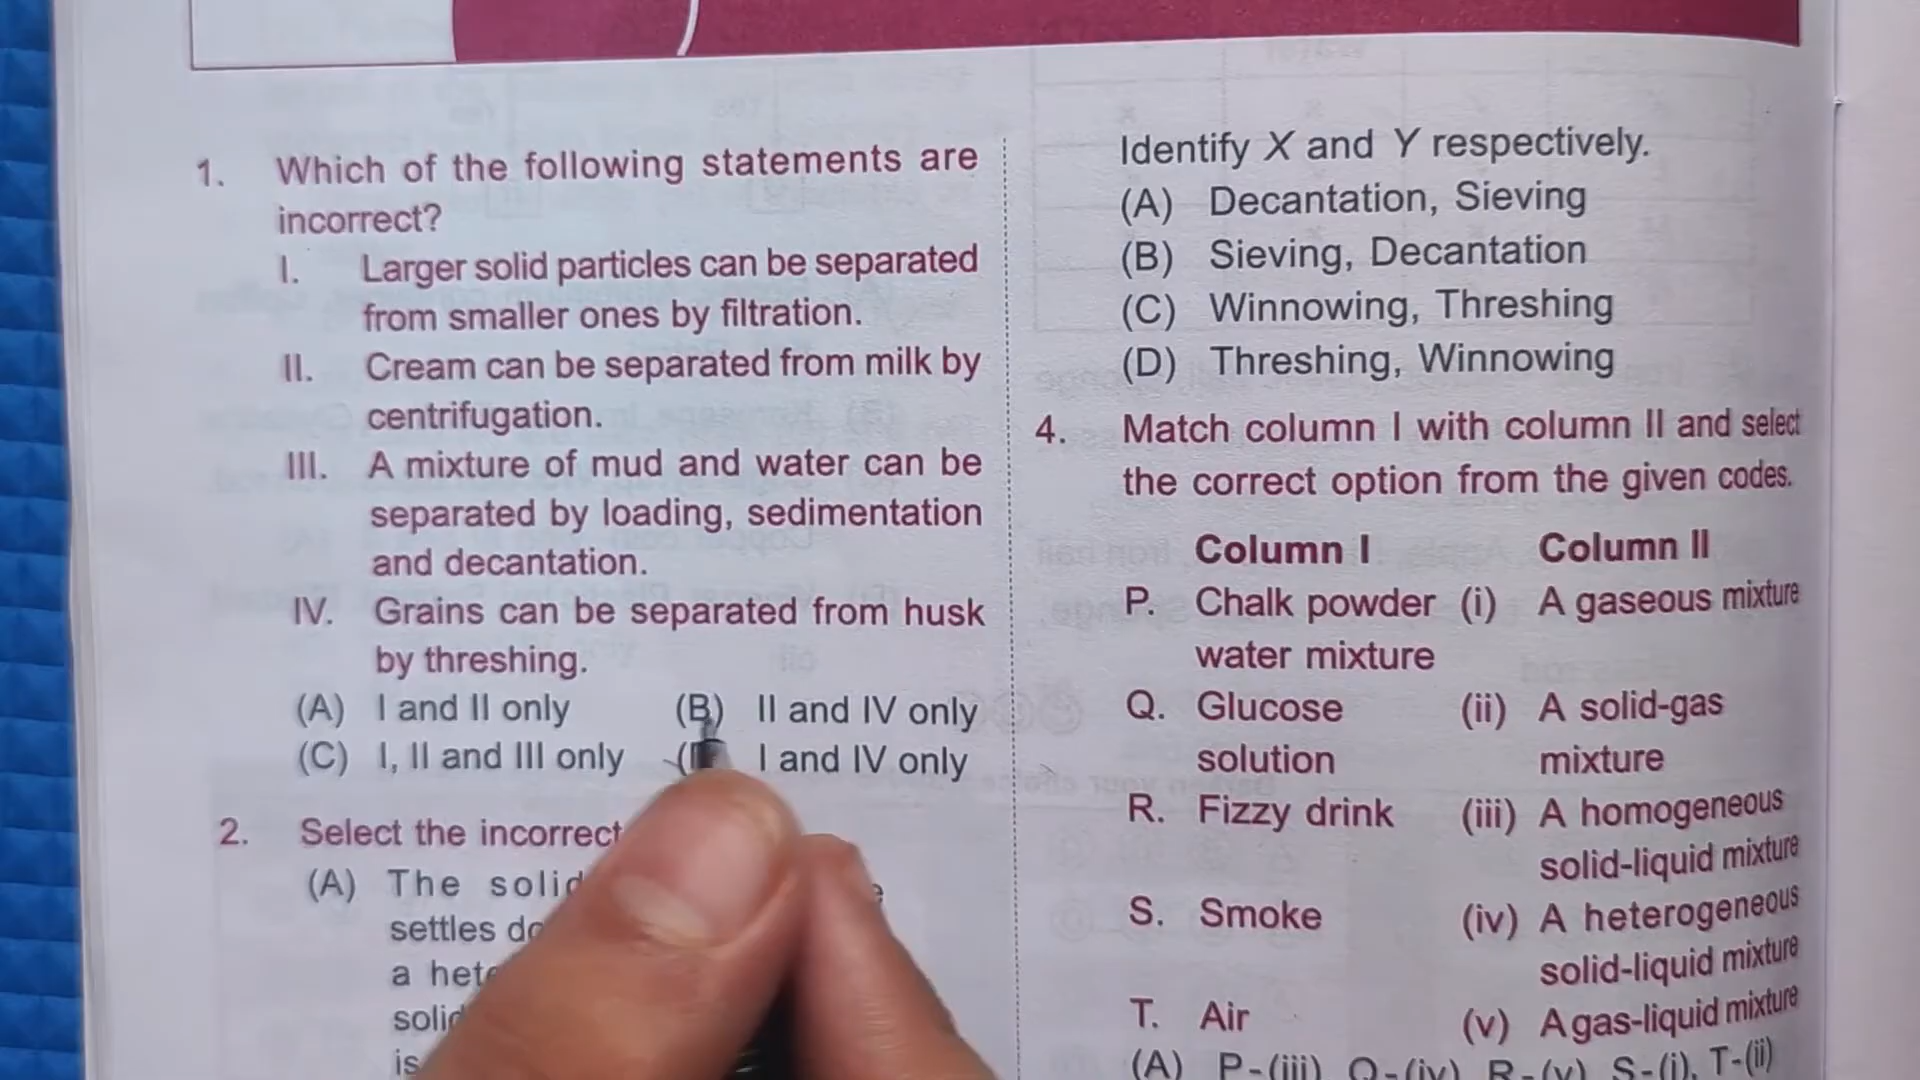 1. Which of the following statements are
incorrect?
I. Larger solid particles can be separated
from smaller ones by filtration.
II. Cream can be separated from milk by
centrifugation.
III. A mixture of mud and water can be
separated by loading, sedimentation
and decantation.
IV. Grains can be separated from husk
by threshing.
(A) I and II only (B) II and IV only
(C) I, II and III only I and IV only
2. Select the incorrect
(A) The solid
settles
a
is
Identify X and Y respectively.
(A) Decantation, Sieving
(B) Sieving, Decantation
(C) Winnowing, Threshing
(D) Threshing, Winnowing
4. Match column I with column II and select
the correct option from the given codes.
Column I Column II
P. Chalk powder (i) A gaseous mixture
water mixture
Q. Glucose (ii) A solid-gas
solution mixture
R. Fizzy drink (iii) A homogeneous
solid-liquid mixture
S. Smoke (iv) A heterogeneous
solid-liquid mixture
T. Air (v) A gas-liquid mixture
(A) P-(iii), Q-(iv), R-(v), S-(i), T-(ii)